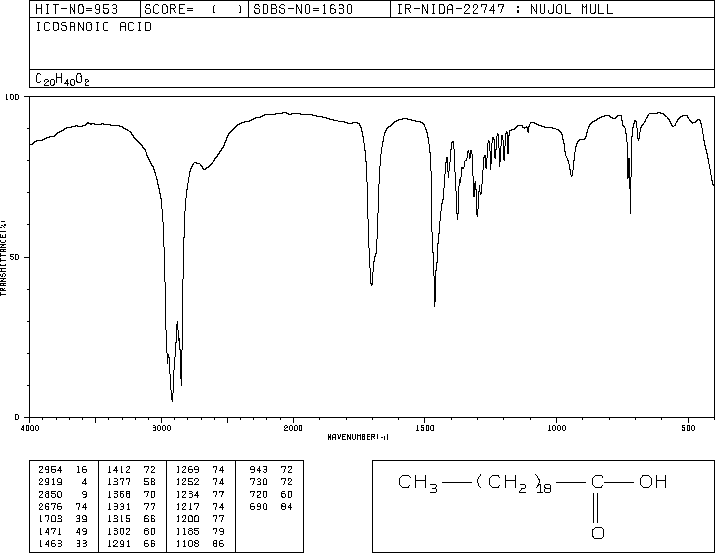 HIT-NO=953 SCORE= ( ) SDBS-NO=1630 IR-NIDA-22747 : NUJOL MULL
ICOSANOIC ACID
C20H40O2
100
50
0
TRANSMITTANCE(%)
4000 3000 2000 1500 1000 500
WAVENUMBER(-1)
2954 16 1412 72 1269 74 943 72
2919 4 1377 58 1252 74 730 72
2850 9 1368 70 1234 77 720 60
2676 74 1331 77 1217 74 690 84
1703 39 1315 66 1200 77
1471 49 1302 60 1185 79
1463 33 1291 66 1108 86
CH3—(CH2)18—C—OH
O